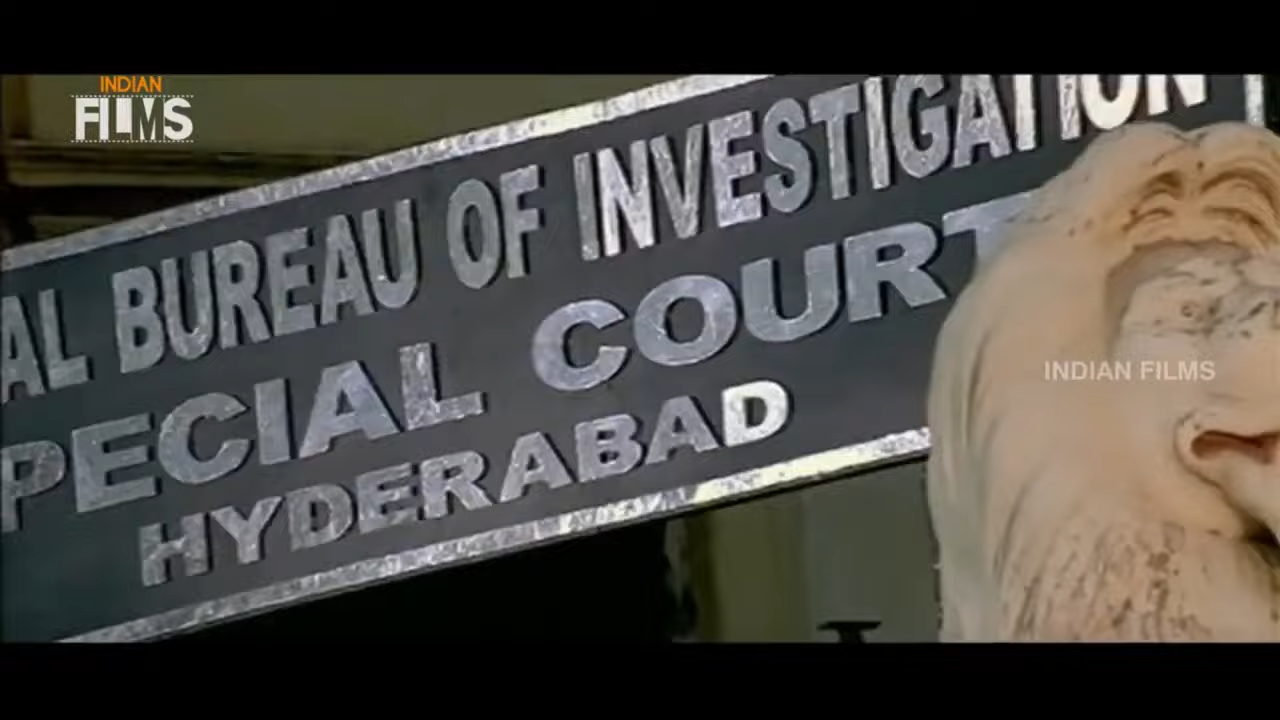 INDIAN
FILMS
AL BUREAU OF INVESTIGATION
PECIAL COURT
HYDERABAD
INDIAN FILMS